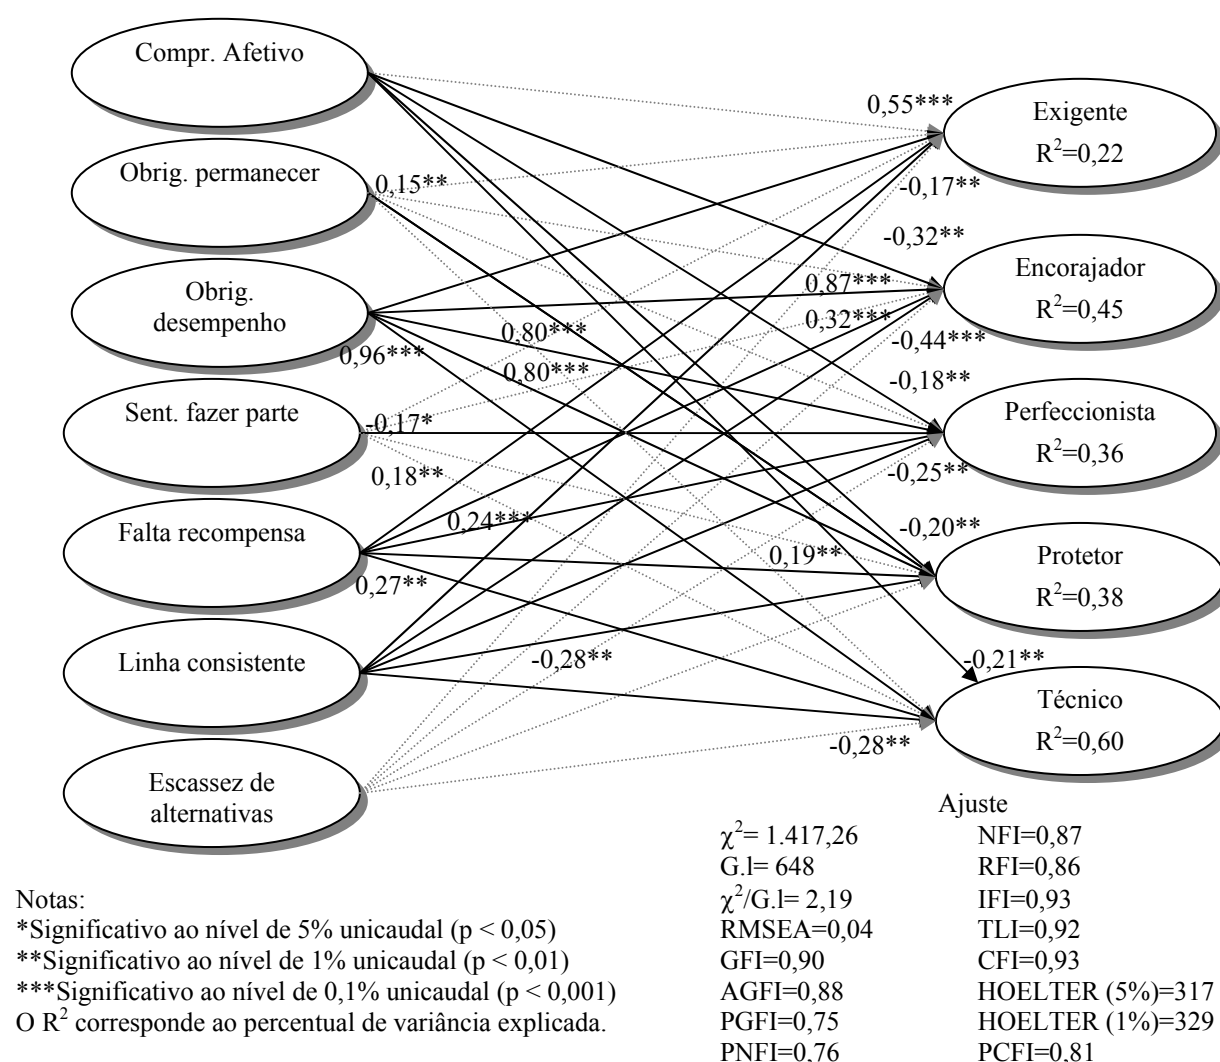 Compr. Afetivo
Obrig. permanecer
Obrig.
desempenho
Sent. fazer parte
Falta recompensa
Linha consistente
Escassez de
alternativas
0,55***
0,15**
-0,17**
-0,32**
0,87***
0,32***
0,80***
-0,44***
0,96***
0,80***
-0,18**
-0,17*
0,18**
-0,25**
0,24***
-0,20**
0,19**
0,27**
-0,28**
-0,21**
-0,28**
Exigente
R²=0,22
Encorajador
R²=0,45
Perfeccionista
R²=0,36
Protetor
R²=0,38
Técnico
R²=0,60
Notas:
*Significativo ao nível de 5% unicaudal (p < 0,05)
**Significativo ao nível de 1% unicaudal (p < 0,01)
***Significativo ao nível de 0,1% unicaudal (p < 0,001)
O R² corresponde ao percentual de variância explicada.
Ajuste
χ²= 1.417,26
G.l= 648
χ²/G.l= 2,19
RMSEA=0,04
GFI=0,90
AGFI=0,88
PGFI=0,75
PNFI=0,76
NFI=0,87
RFI=0,86
IFI=0,93
TLI=0,92
CFI=0,93
HOELTER (5%)=317
HOELTER (1%)=329
PCFI=0,81